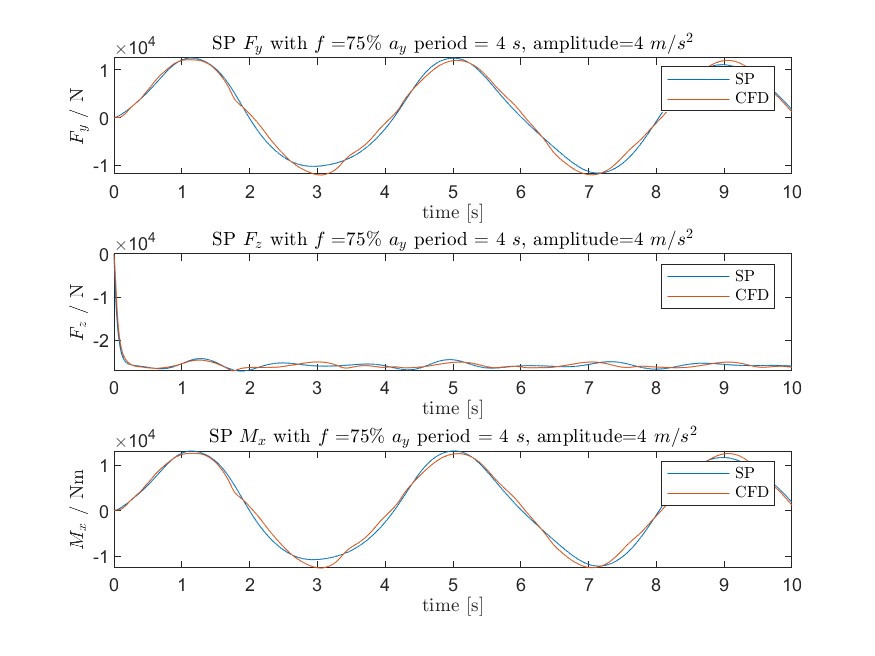 SP F_y with f =75% a_y period = 4 s, amplitude=4 m/s^2
×10^4
F_y / N
1
0
-1
SP
CFD
0 1 2 3 4 5 6 7 8 9 10
time [s]
SP F_z with f =75% a_y period = 4 s, amplitude=4 m/s^2
×10^4
F_z / N
0
-1
-2
SP
CFD
0 1 2 3 4 5 6 7 8 9 10
time [s]
SP M_x with f =75% a_y period = 4 s, amplitude=4 m/s^2
×10^4
M_x / Nm
1
0
-1
SP
CFD
0 1 2 3 4 5 6 7 8 9 10
time [s]